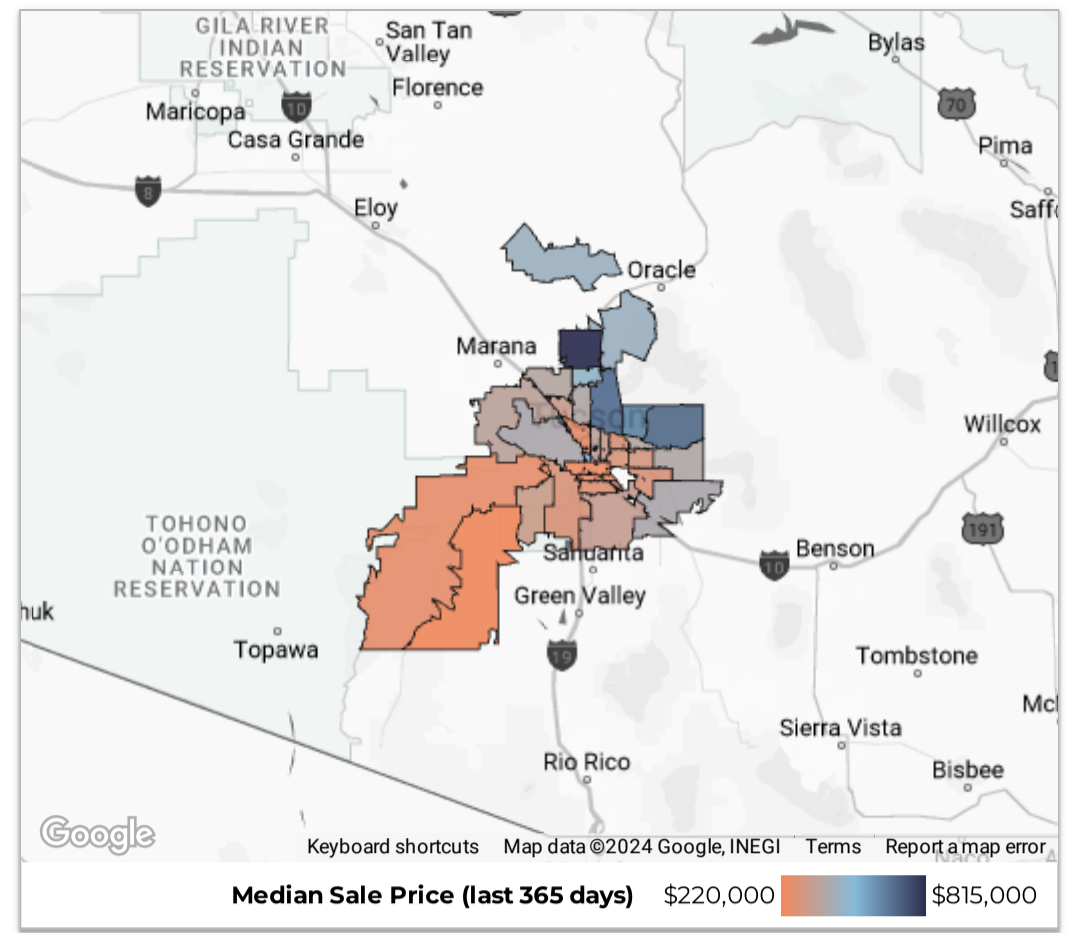 GILA RIVER
INDIAN
RESERVATION
San Tan
Valley
Bylas
Florence
70
Maricopa
10
Casa Grande
Pima
8
Eloy
Oracle
Marana
Tucson
Willcox
191
TOHONO
O'ODHAM
NATION
RESERVATION
Sahuarita
Benson
10
Green Valley
Topawa
19
Tombstone
Sierra Vista
Rio Rico
Bisbee
Google
Keyboard shortcuts Map data ©2024 Google, INEGI Terms Report a map error
Naco
Median Sale Price (last 365 days) $220,000 $815,000